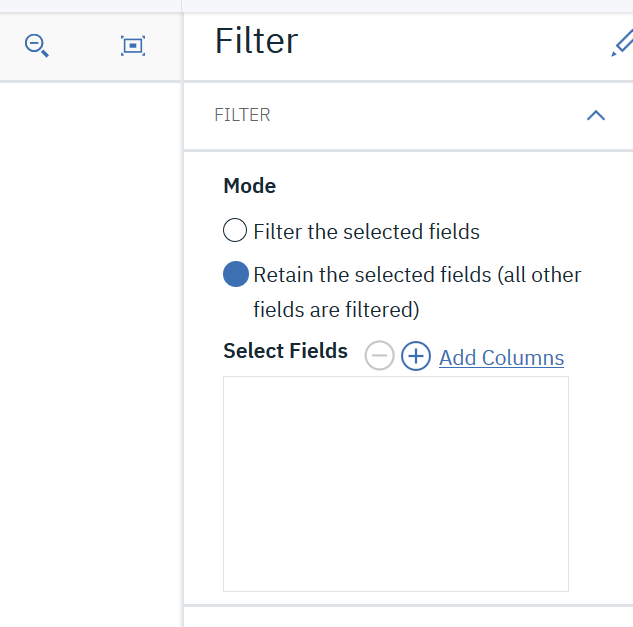 Filter
FILTER
Mode
Filter the selected fields
Retain the selected fields (all other
fields are filtered)
Select Fields
Add Columns